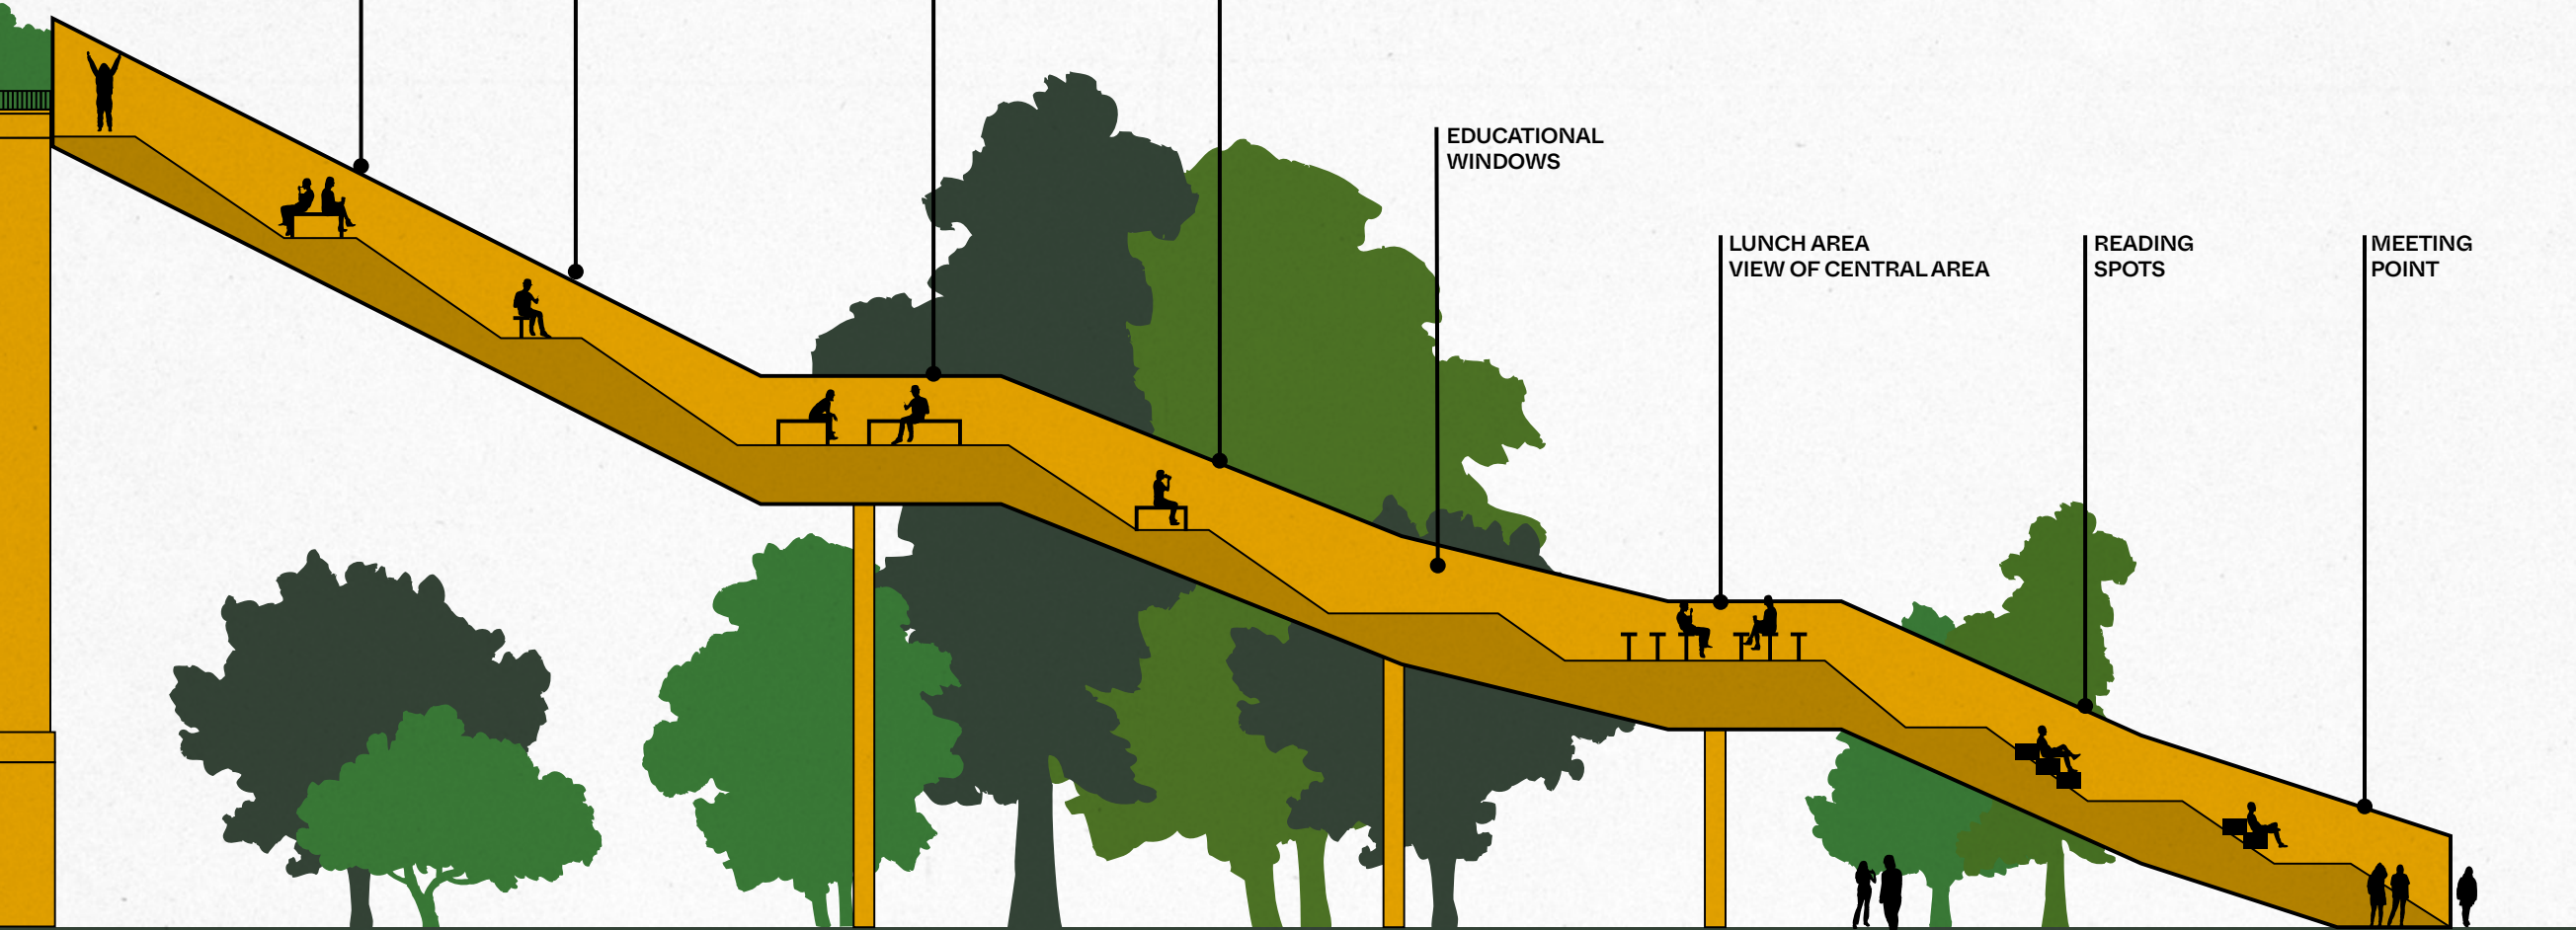 EDUCATIONAL
WINDOWS
LUNCH AREA
VIEW OF CENTRAL AREA
READING
SPOTS
MEETING
POINT